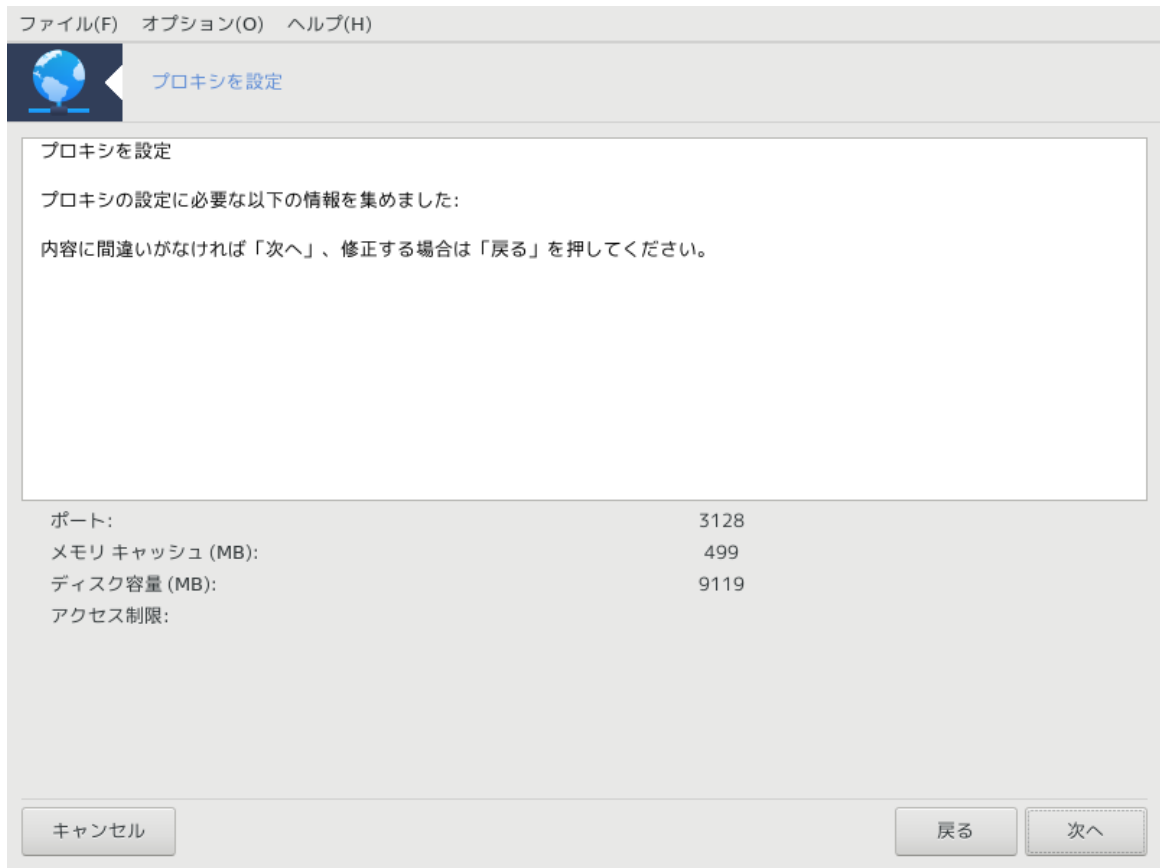 ファイル(F) オプション(O) ヘルプ(H)
プロキシを設定
プロキシを設定
プロキシの設定に必要な以下の情報を集めました:
内容に間違いがなければ「次へ」、修正する場合は「戻る」を押してください。
ポート: 3128
メモリ キャッシュ (MB): 499
ディスク容量 (MB): 9119
アクセス制限:
キャンセル 戻る 次へ